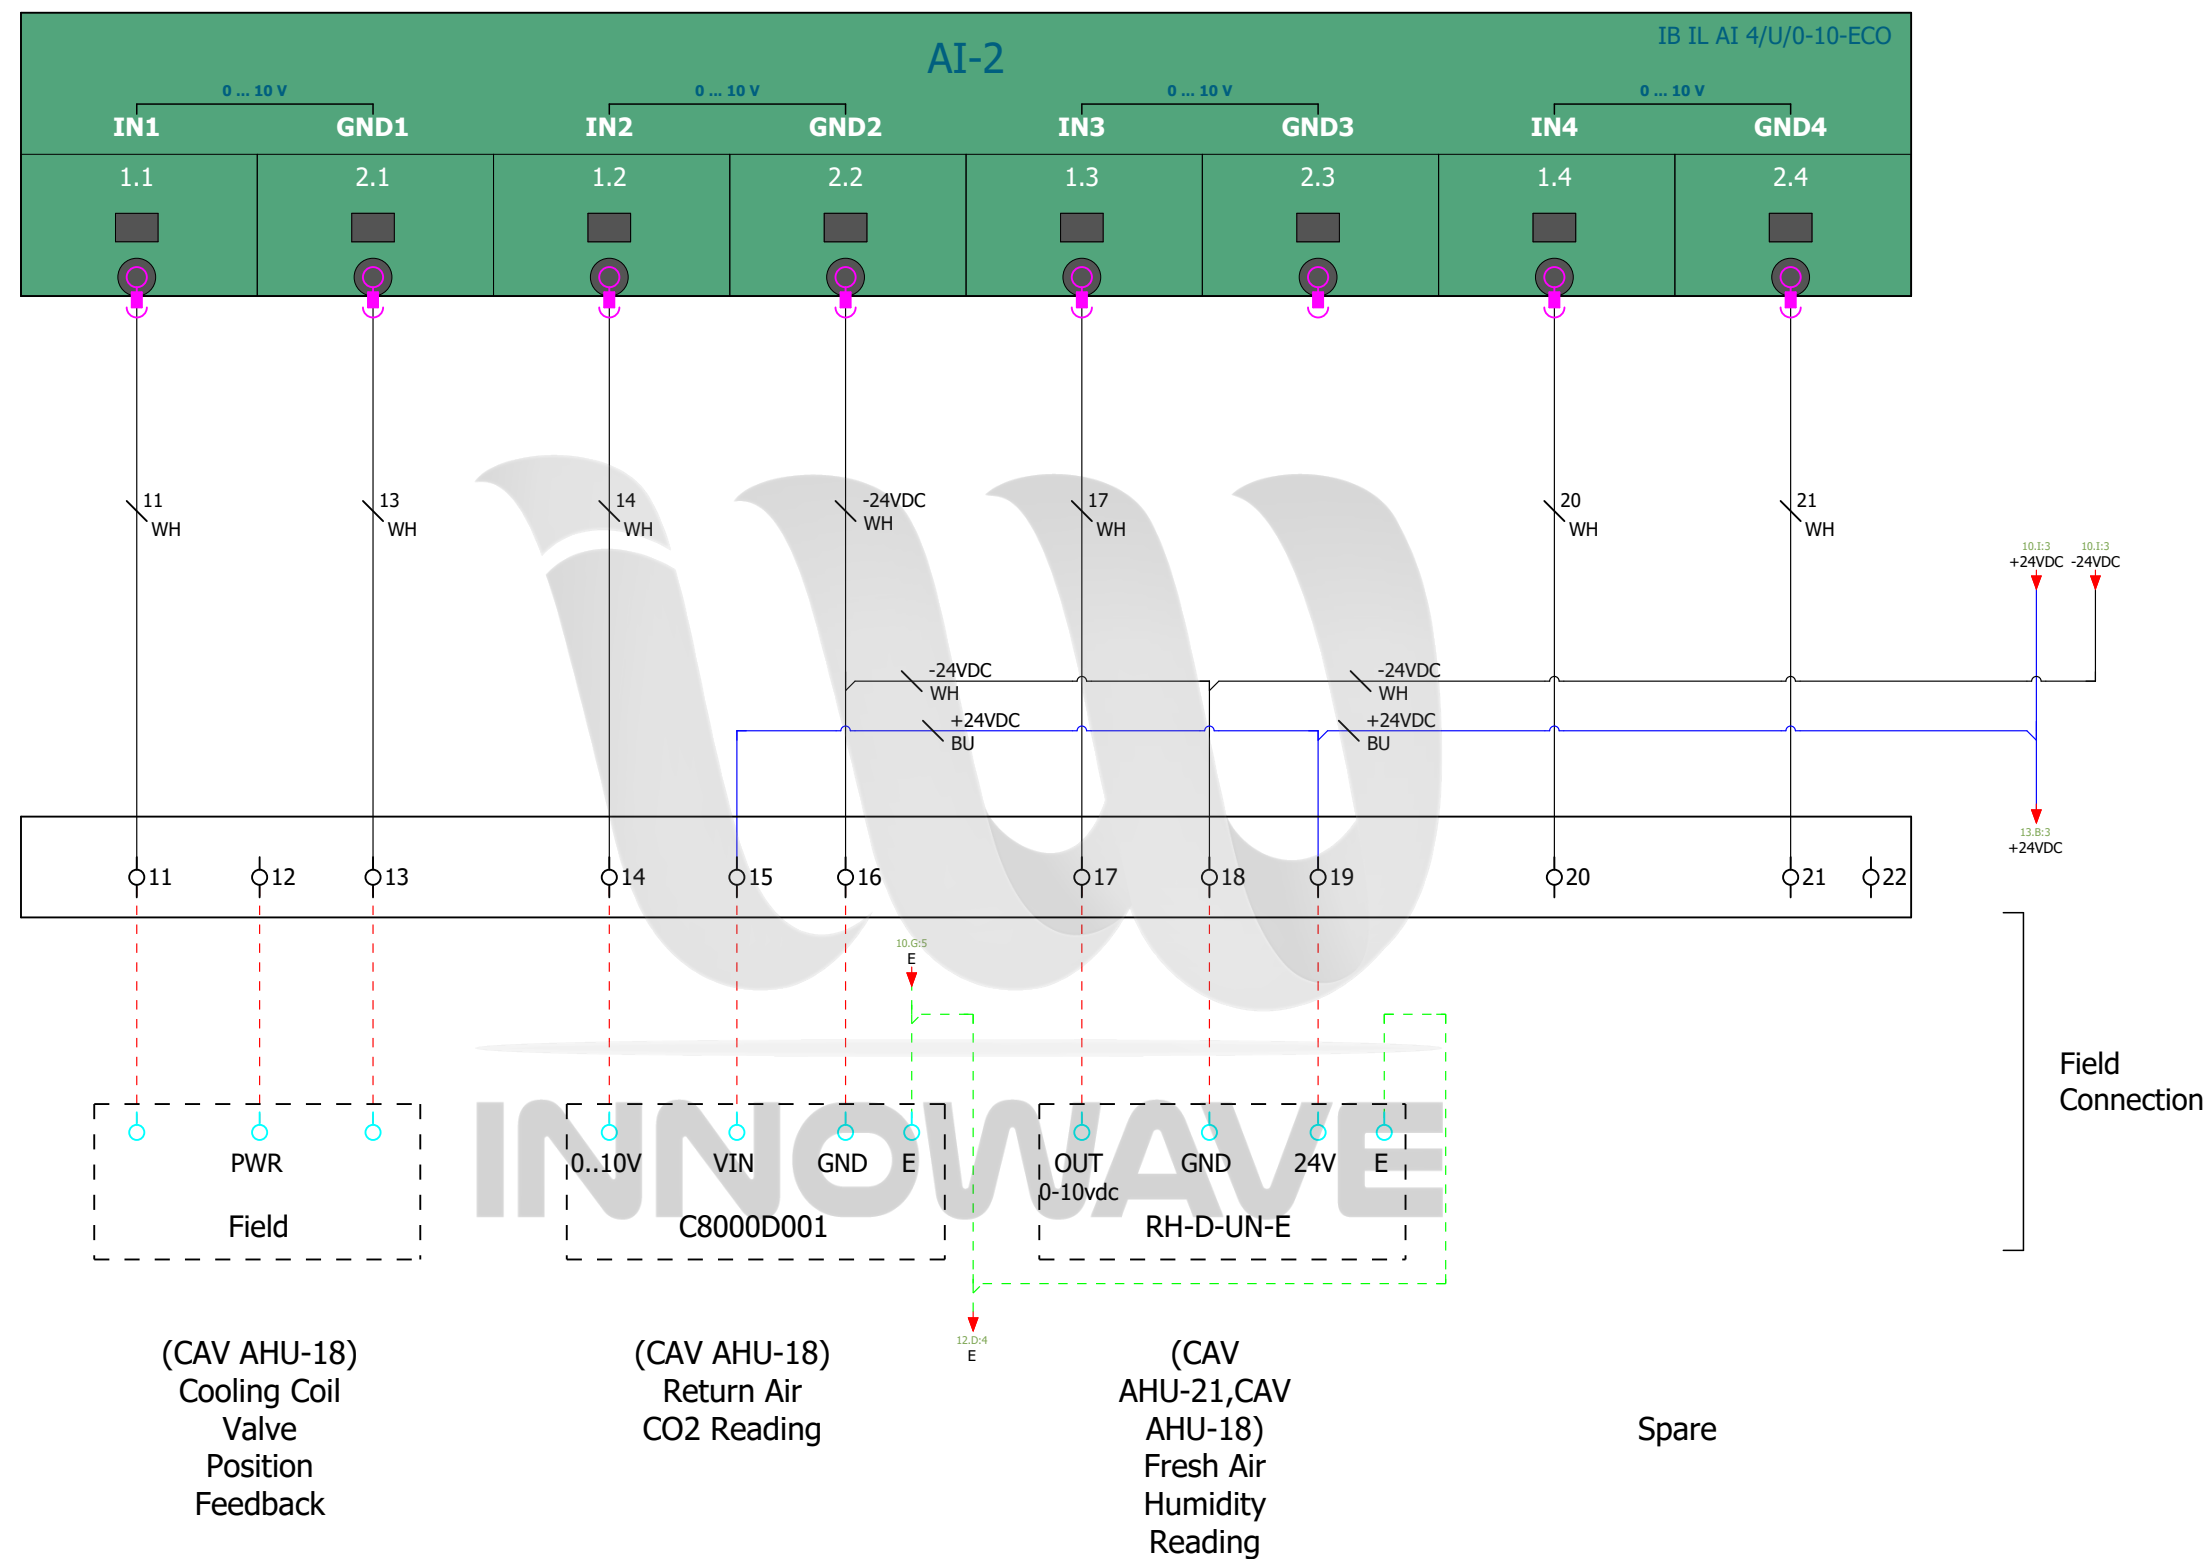 AI-2
IB IL AI 4/U/0-10-ECO
0 ... 10 V
0 ... 10 V
0 ... 10 V
0 ... 10 V
IN1 GND1 IN2 GND2 IN3 GND3 IN4 GND4
1.1 2.1 1.2 2.2 1.3 2.3 1.4 2.4
11
WH
13
WH
14
WH
-24VDC
WH
17
WH
20
WH
21
WH
10.I:3
+24VDC
10.I:3
-24VDC
-24VDC
WH
-24VDC
WH
+24VDC
BU
+24VDC
BU
13.B:3
+24VDC
11 12 13 14 15 16 17 18 19 20 21 22
10.G:5
E
Field
Connection
INNOWAVE
PWR
Field
0..10V VIN GND E
C8000D001
OUT GND 24V E
0-10vdc
RH-D-UN-E
12.D:4
E
(CAV AHU-18)
Cooling Coil
Valve
Position
Feedback
(CAV AHU-18)
Return Air
CO2 Reading
(CAV
AHU-21,CAV
AHU-18)
Fresh Air
Humidity
Reading
Spare